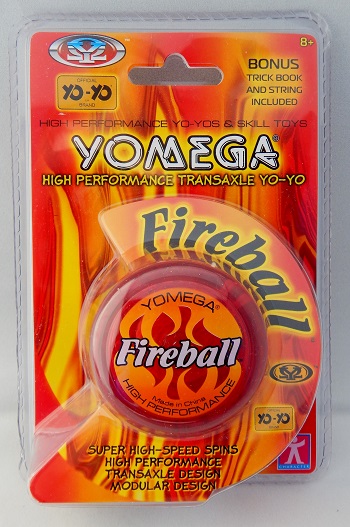 8+
OFFICIAL
YO-YO
BRAND
BONUS
TRICK BOOK
AND STRING
INCLUDED
HIGH PERFORMANCE YO-YOS & SKILL TOYS
YOMEGA®
HIGH PERFORMANCE TRANSAXLE YO-YO
Fireball
YOMEGA®
Fireball
Made in China
HIGH PERFORMANCE
YO-YO
SUPER HIGH-SPEED SPINS
HIGH PERFORMANCE
TRANSAXLE DESIGN
MODULAR DESIGN
CHARACTER